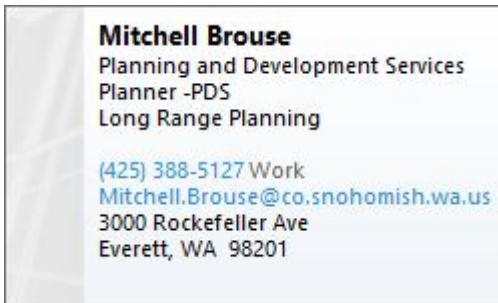 Mitchell Brouse
Planning and Development Services
Planner -PDS
Long Range Planning
(425) 388-5127 Work
Mitchell.Brouse@co.snohomish.wa.us
3000 Rockefeller Ave
Everett, WA 98201